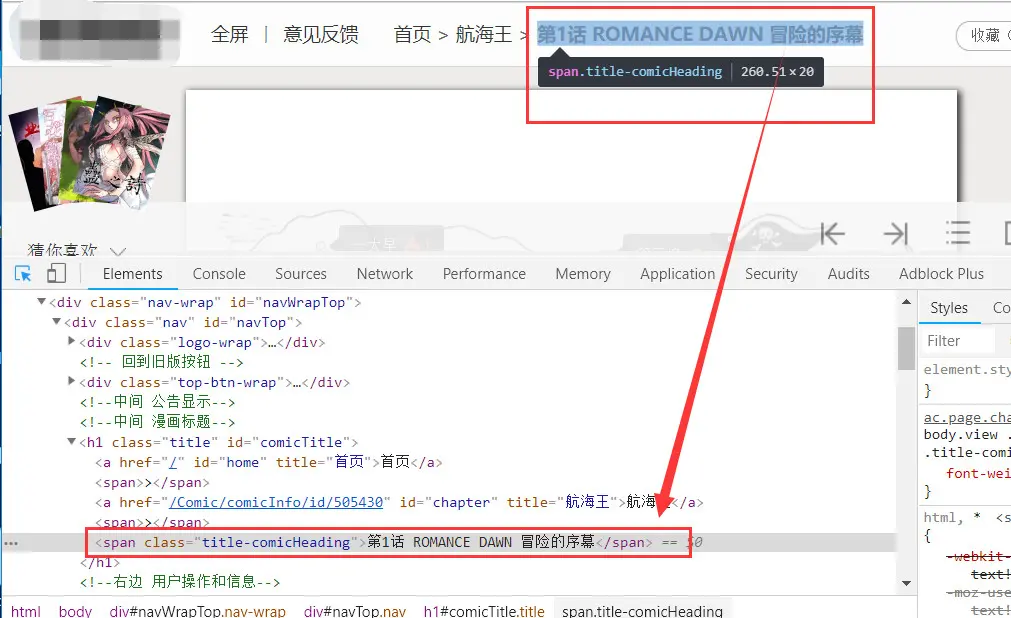 全屏 | 意见反馈 首页 > 航海王 > 第1话 ROMANCE DAWN 冒险的序幕 收藏
span.title-comicHeading | 260.51×20
蠱之詩
猜你喜欢
Elements Console Sources Network Performance Memory Application Security Audits Adblock Plus
▼<div class="nav-wrap" id="navWrapTop">
▼<div class="nav" id="navTop">
▶<div class="logo-wrap">…</div>
<!-- 回到旧版按钮 -->
▶<div class="top-btn-wrap">…</div>
<!--中间 公告显示-->
<!--中间 漫画标题-->
▼<h1 class="title" id="comicTitle">
<a href="/" id="home" title="首页">首页</a>
<span>></span>
<a href="/Comic/comicInfo/id/505430" id="chapter" title="航海王">航海王</a>
<span>></span>
… <span class="title-comicHeading">第1话 ROMANCE DAWN 冒险的序幕</span> == $0
</h1>
<!--右边 用户操作和信息-->
html body div#navWrapTop.nav-wrap div#navTop.nav h1#comicTitle.title span.title-comicHeading
Styles Co
Filter
element.sty
}
ac.page.cha
body.view .
.title-comi
font-wei
}
html, * <s
{
-webkit-
text!
-moz-use
text!